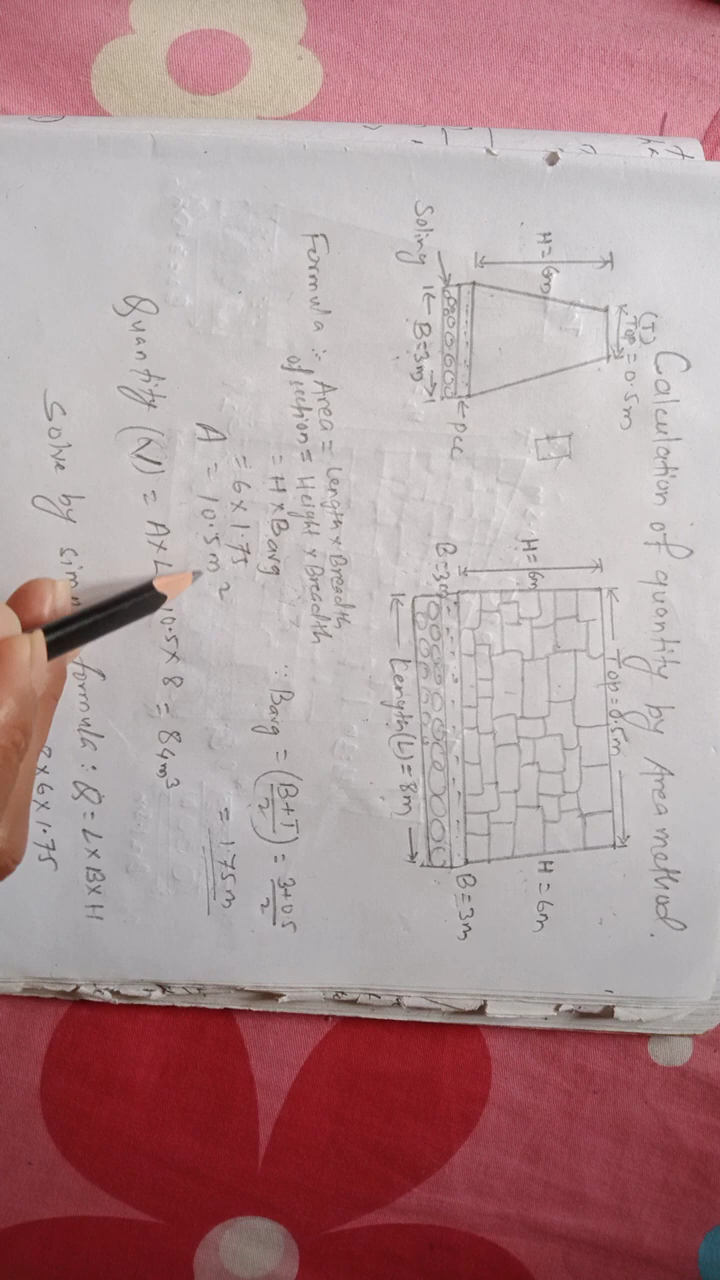 Calculation of quantity by Area method.
(T)
Top = 0.5m
H = 6m
B = 3m
Soling
PCC
Top = 0.5m
H = 6m
H = 6m
B = 3m
B = 3m
Length(L) = 8m
Formula : Area = Length x Breadth
of section = Height x Breadth
= H x Bavg
∵ Bavg = (B+T/2) = 3+0.5/2
= 6 x 1.75
= 1.75m
A = 10.5m2
Quantity = A x 10.5 x 8 = 84m3
Solve by formula : Q = L x B x H
x 6 x 1.75